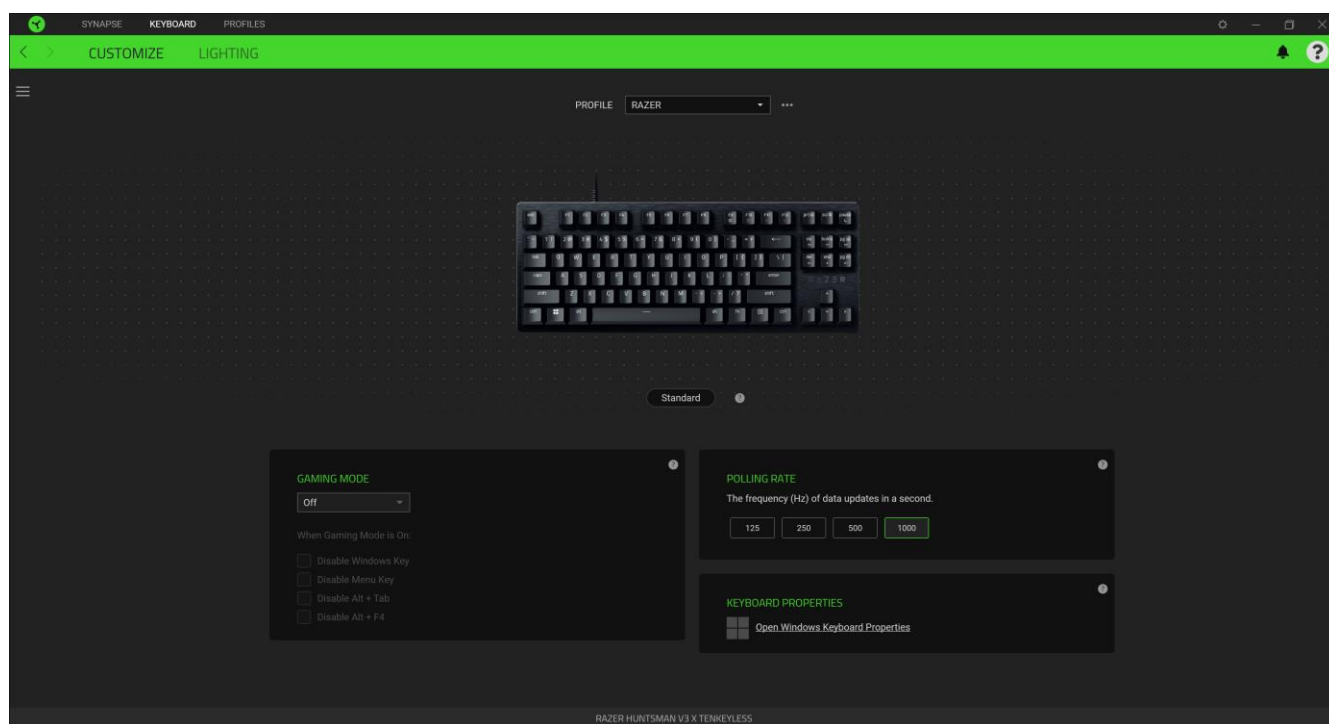 SYNAPSE KEYBOARD PROFILES
CUSTOMIZE LIGHTING
?
PROFILE RAZER
Standard ?
GAMING MODE ?
Off
When Gaming Mode is On:
Disable Windows Key
Disable Menu Key
Disable Alt + Tab
Disable Alt + F4
POLLING RATE ?
The frequency (Hz) of data updates in a second.
125 250 500 1000
KEYBOARD PROPERTIES ?
Open Windows Keyboard Properties
RAZER HUNTSMAN V3 X TENKEYLESS